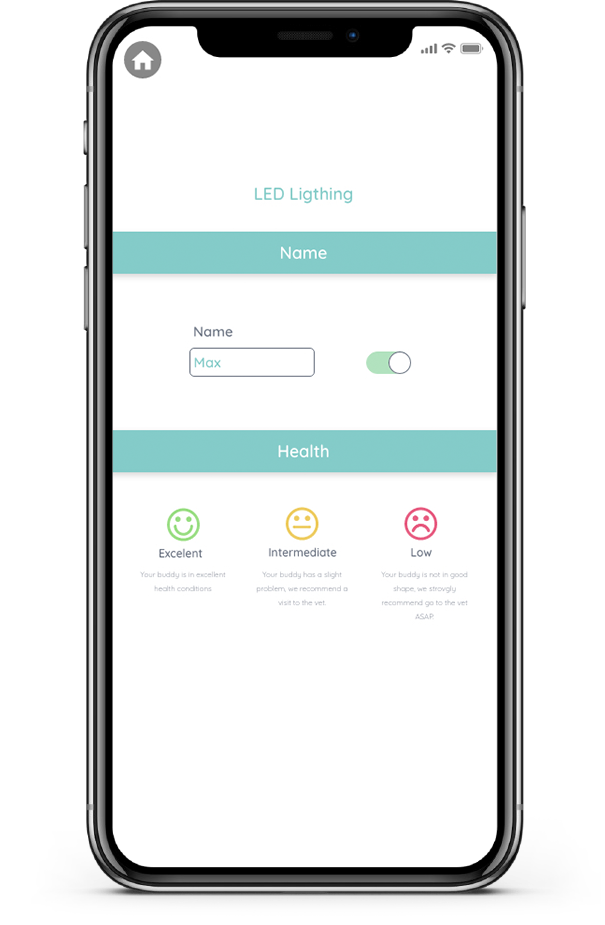 LED Ligthing
Name
Name
Max
Health
Excelent
Intermediate
Low
Your buddy is in excellent
health conditions
Your buddy has a slight
problem, we recommend a
visit to the vet.
Your buddy is not in good
shape, we strovgly
recommend go to the vet
ASAP.